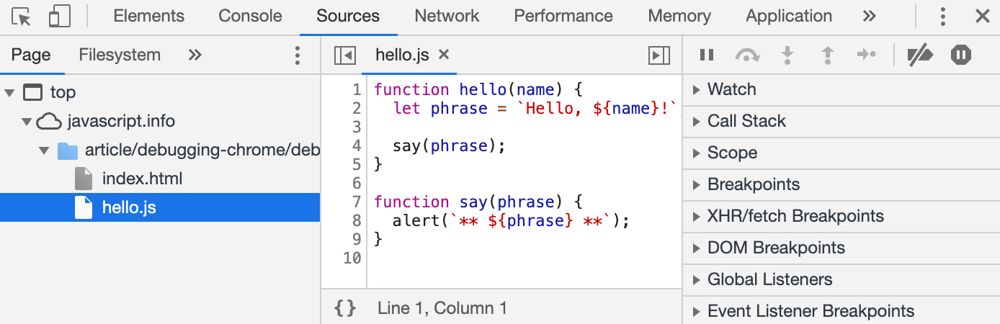 Elements Console Sources Network Performance Memory Application »
Page Filesystem »
top
javascript.info
article/debugging-chrome/deb
index.html
hello.js
hello.js ×
1 function hello(name) {
2   let phrase = `Hello, ${name}!`
3
4   say(phrase);
5 }
6
7 function say(phrase) {
8   alert(`** ${phrase} **`);
9 }
10
{} Line 1, Column 1
Watch
Call Stack
Scope
Breakpoints
XHR/fetch Breakpoints
DOM Breakpoints
Global Listeners
Event Listener Breakpoints